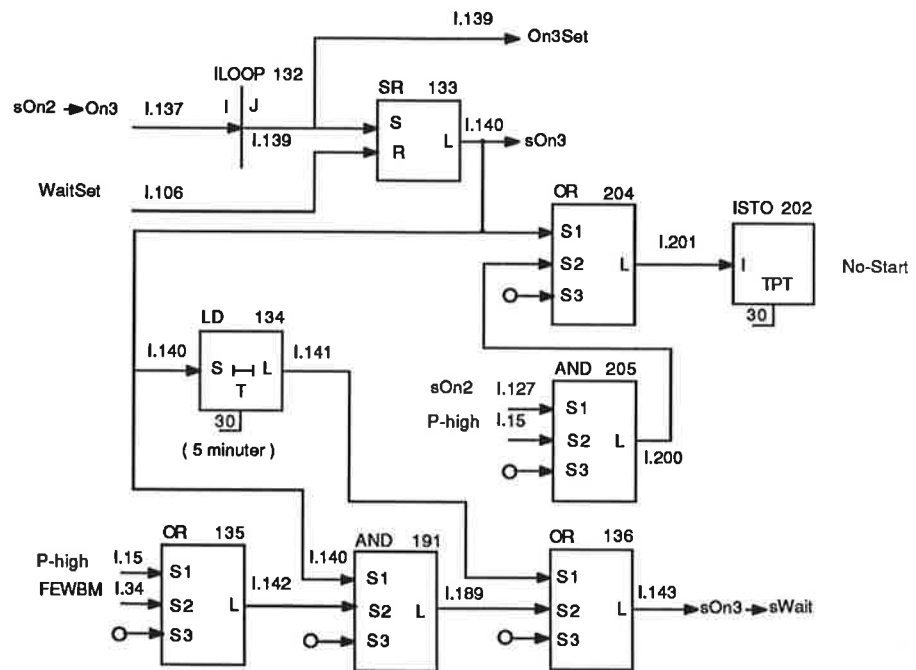 I.139
On3Set
ILOOP 132
SR 133
sOn2 On3
I.137
I J
I.139
S
R
L
I.140
sOn3
WaitSet
I.106
OR 204
S1
S2
S3
L
I.201
ISTO 202
I
TPT
30
No-Start
LD 134
I.140
S L
T
I.141
30
( 5 minuter )
AND 205
sOn2 I.127
P-high I.15
S1
S2
S3
L
I.200
OR 135
P-high I.15
FEWBM I.34
S1
S2
S3
L
I.142
AND 191
I.140
S1
S2
S3
L
I.189
OR 136
S1
S2
S3
L
I.143
sOn3 sWait